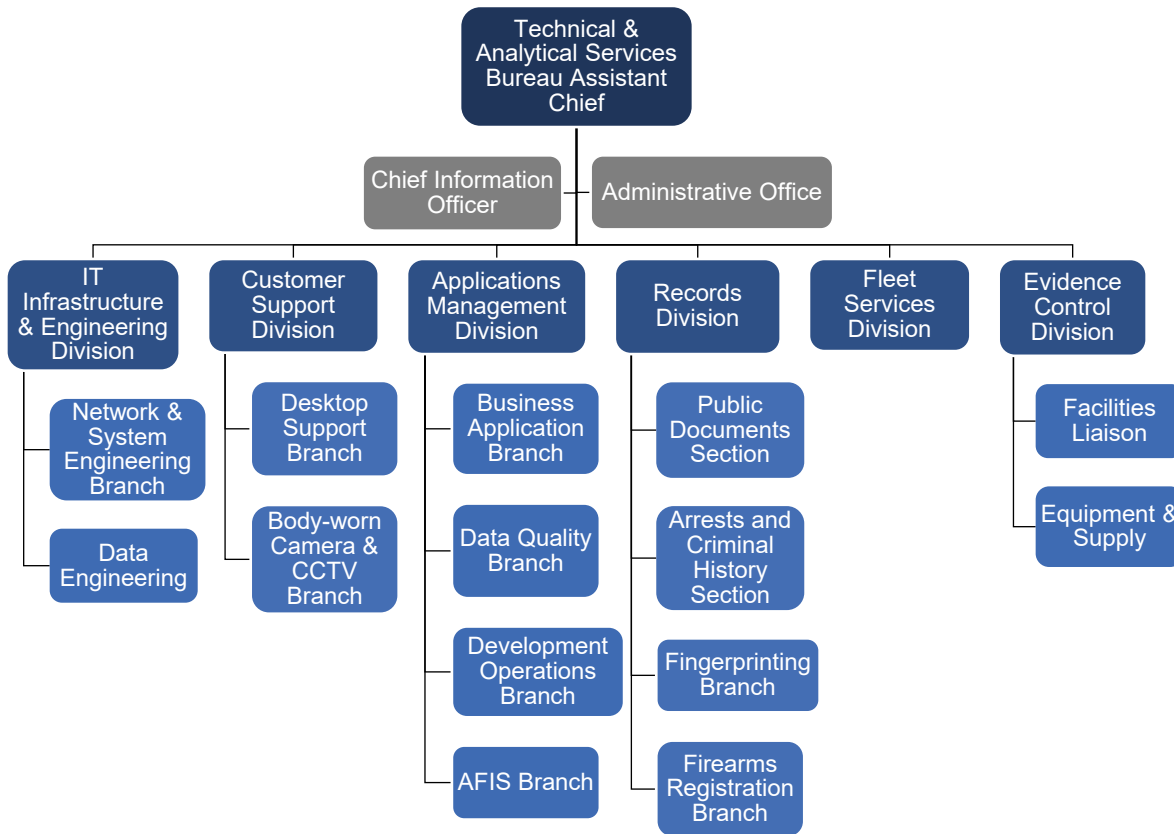 Technical &
Analytical Services
Bureau Assistant
Chief
Chief Information
Officer
Administrative Office
IT
Infrastructure
& Engineering
Division
Customer
Support
Division
Applications
Management
Division
Records
Division
Fleet
Services
Division
Evidence
Control
Division
Network &
System
Engineering
Branch
Data
Engineering
Desktop
Support
Branch
Body-worn
Camera &
CCTV
Branch
Business
Application
Branch
Data Quality
Branch
Development
Operations
Branch
AFIS Branch
Public
Documents
Section
Arrests and
Criminal
History
Section
Fingerprinting
Branch
Firearms
Registration
Branch
Facilities
Liaison
Equipment &
Supply